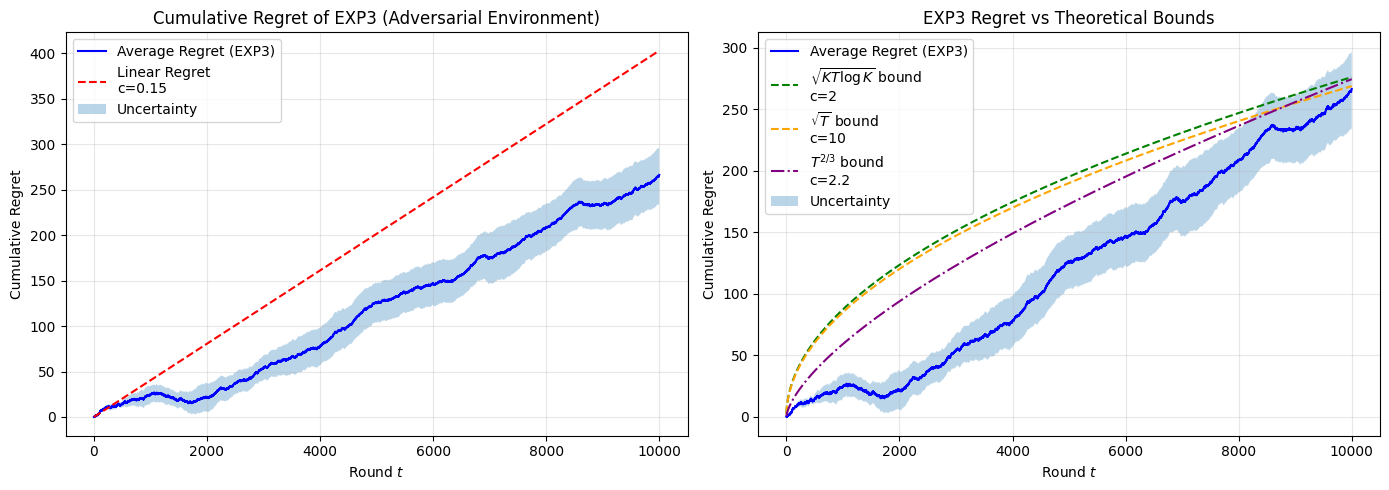 Cumulative Regret of EXP3 (Adversarial Environment)
Cumulative Regret
400
350
300
250
200
150
100
50
0
Average Regret (EXP3)
Linear Regret
c=0.15
Uncertainty
0
2000
4000
6000
8000
10000
Round t
EXP3 Regret vs Theoretical Bounds
Cumulative Regret
300
250
200
150
100
50
0
Average Regret (EXP3)
√KTlog K bound
c=2
√T bound
c=10
T^{2/3} bound
c=2.2
Uncertainty
0
2000
4000
6000
8000
10000
Round t